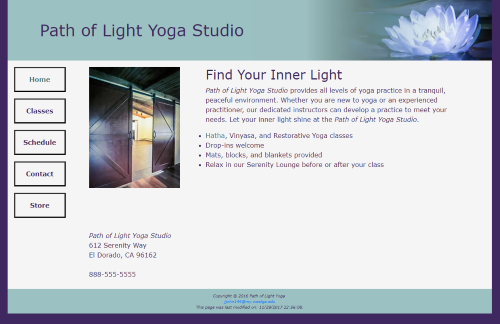 Path of Light Yoga Studio
Home
Classes
Schedule
Contact
Store
Find Your Inner Light
Path of Light Yoga Studio provides all levels of yoga practice in a tranquil,
peaceful environment. Whether you are new to yoga or an experienced
practitioner, our dedicated instructors can develop a practice to meet your
needs. Let your inner light shine at the Path of Light Yoga Studio.
Hatha, Vinyasa, and Restorative Yoga classes
Drop-ins welcome
Mats, blocks, and blankets provided
Relax in our Serenity Lounge before or after your class
Path of Light Yoga Studio
612 Serenity Way
El Dorado, CA 96162
888-555-5555
Copyright © 2016 Path of Light Yoga
This page was last modified on: